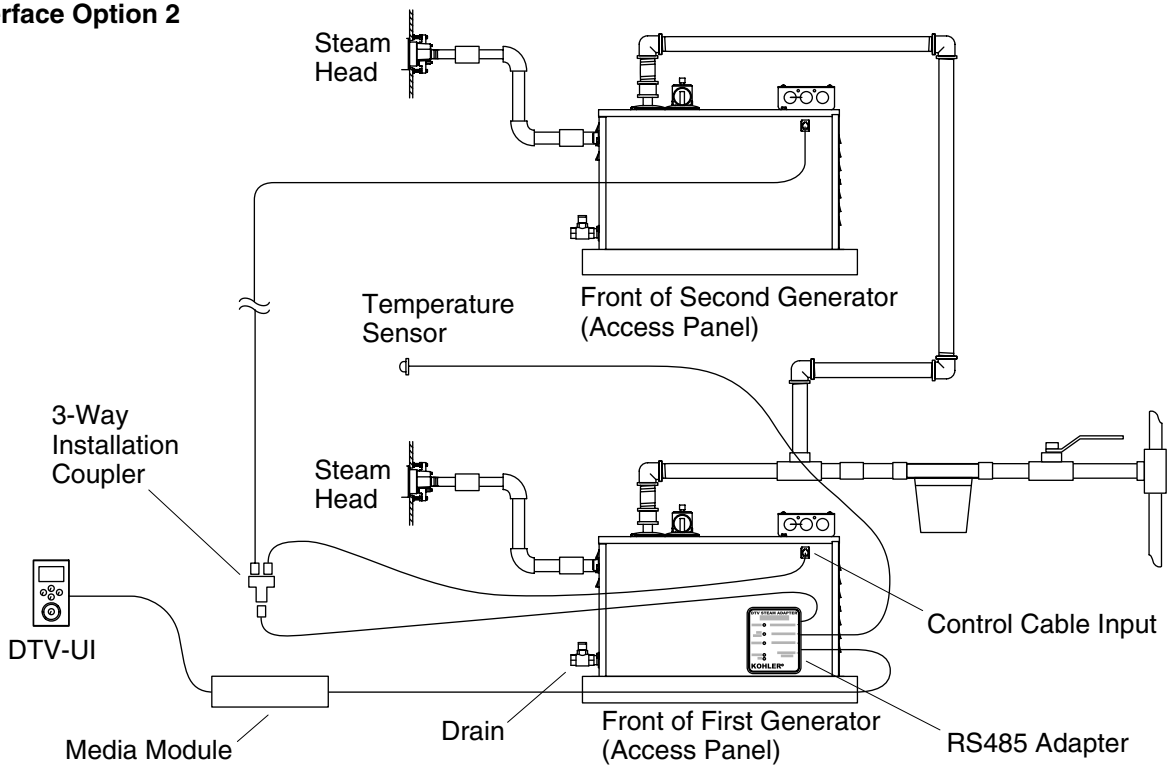 erface Option 2
Steam
Head
Front of Second Generator
(Access Panel)
Temperature
Sensor
3-Way
Installation
Coupler
Steam
Head
DTV STEAM ADAPTER
KOHLER®
Control Cable Input
DTV-UI
Media Module
Drain
Front of First Generator
(Access Panel)
RS485 Adapter